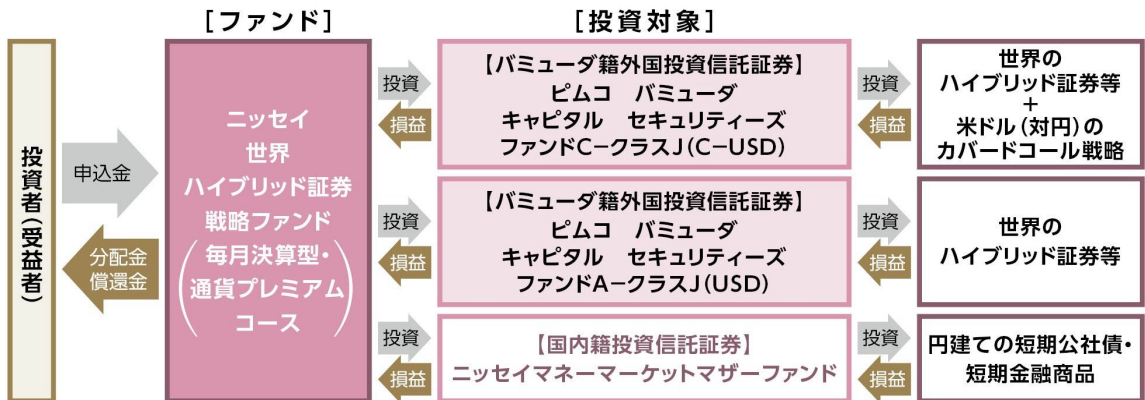 [ファンド]
[投資対象]
投資者(受益者)
申込金
分配金
償還金
ニッセイ
世界
ハイブリッド証券
戦略ファンド
(毎月決算型・
通貨プレミアム
コース)
投資
損益
【バミューダ籍外国投資信託証券】
ピムコ バミューダ
キャピタル セキュリティーズ
ファンドC-クラスJ(C-USD)
投資
損益
世界の
ハイブリッド証券等
+
米ドル(対円)の
カバードコール戦略
投資
損益
【バミューダ籍外国投資信託証券】
ピムコ バミューダ
キャピタル セキュリティーズ
ファンドA-クラスJ(USD)
投資
損益
世界の
ハイブリッド証券等
投資
損益
【国内籍投資信託証券】
ニッセイマネーマーケットマザーファンド
投資
損益
円建ての短期公社債・
短期金融商品